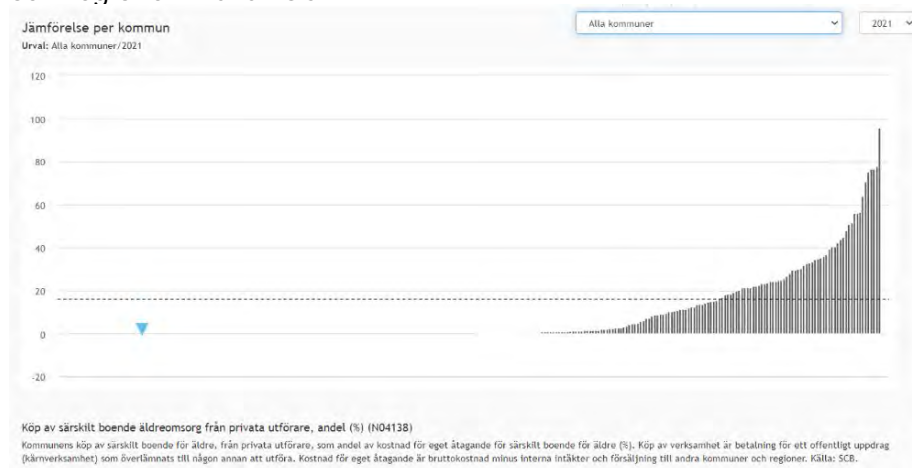 Jämförelse per kommun
Alla kommuner
2021
Urval: Alla kommuner/2021
120
100
80
60
40
20
0
-20
Köp av särskilt boende äldreomsorg från privata utförare, andel (%) (N04138)
Kommunens köp av särskilt boende för äldre, från privata utförare, som andel av kostnad för eget åtagande för särskilt boende för äldre (%). Köp av verksamhet är betalning för ett offentligt uppdrag
(kärnverksamhet) som överlämnats till någon annan att utföra. Kostnad för eget åtagande är bruttokostnad minus interna intäkter och försäljning till andra kommuner och regioner. Källa: SCB.